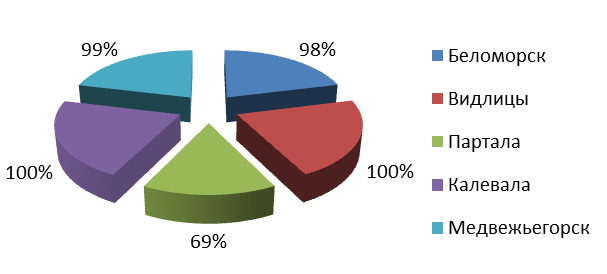 99%
98%
100%
100%
69%
Беломорск
Видлицы
Партала
Калевала
Медвежьегорск